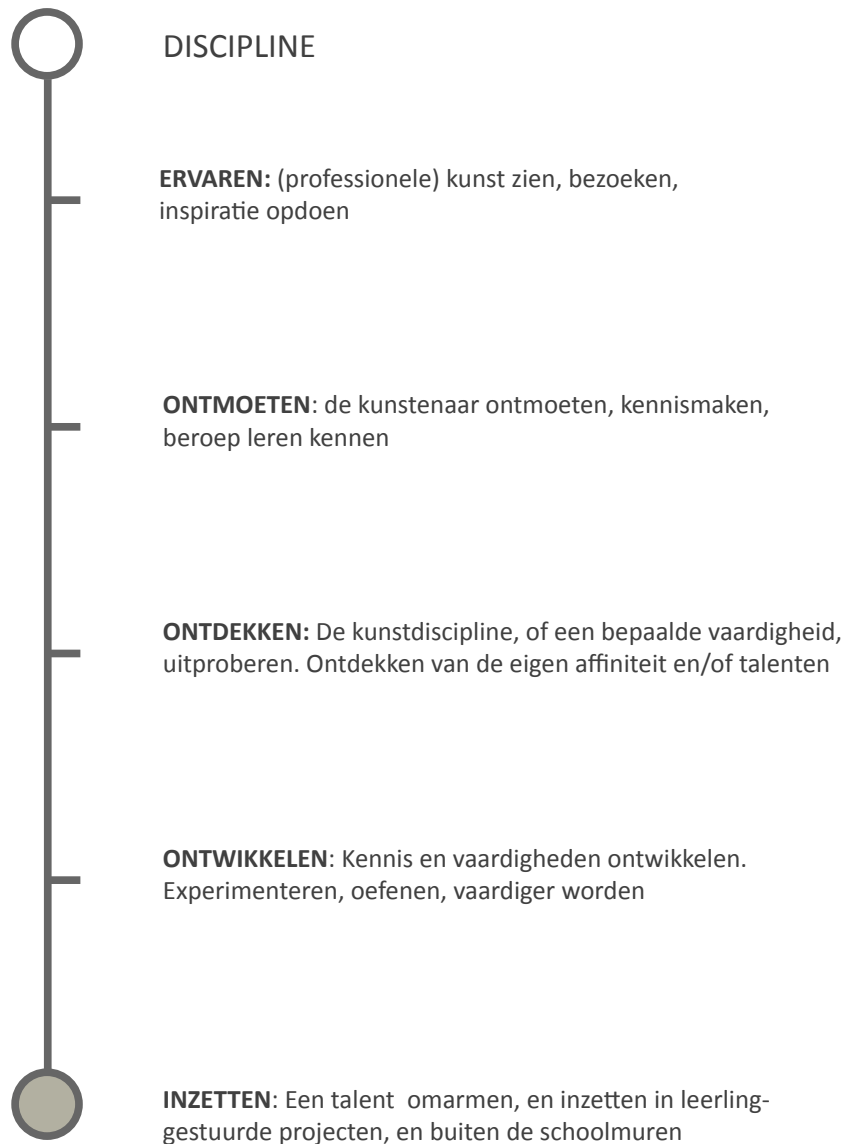 DISCIPLINE
ERVAREN: (professionele) kunst zien, bezoeken,
inspiratie opdoen
ONTMOETEN: de kunstenaar ontmoeten, kennismaken,
beroep leren kennen
ONTDEKKEN: De kunstdiscipline, of een bepaalde vaardigheid,
uitproberen. Ontdekken van de eigen affiniteit en/of talenten
ONTWIKKELEN: Kennis en vaardigheden ontwikkelen.
Experimenteren, oefenen, vaardiger worden
INZETTEN: Een talent  omarmen, en inzetten in leerling-
gestuurde projecten, en buiten de schoolmuren